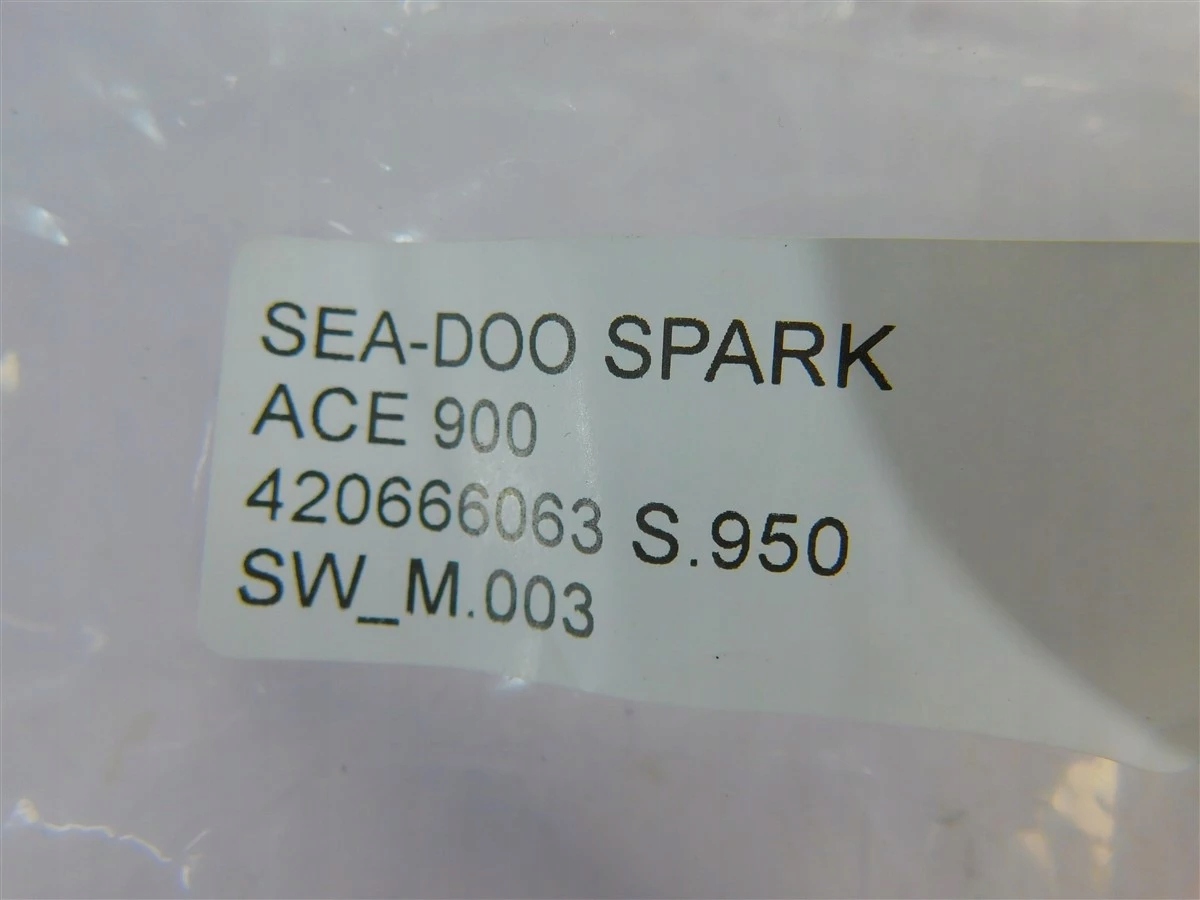 SEA-DOO SPARK
ACE 900
420666063 S.950
SW_M.003